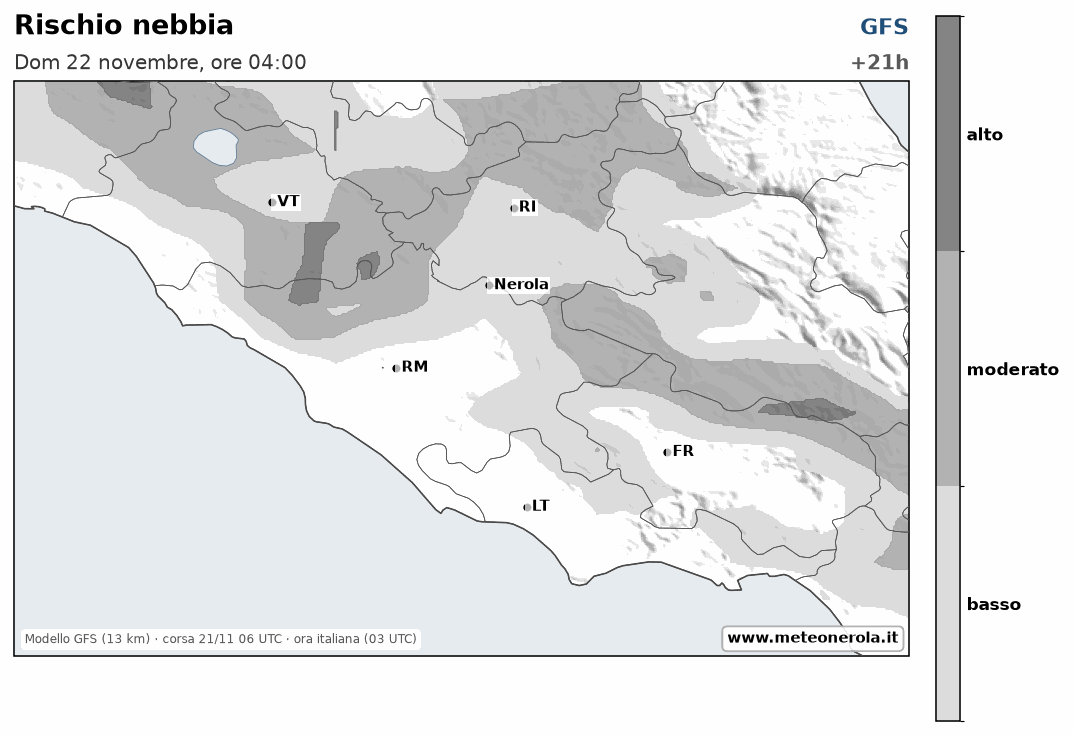 Rischio nebbia
GFS
Dom 22 novembre, ore 04:00
+21h
alto
VT
RI
Nerola
moderato
RM
FR
LT
basso
Modello GFS (13 km) · corsa 21/11 06 UTC · ora italiana (03 UTC)
www.meteonerola.it